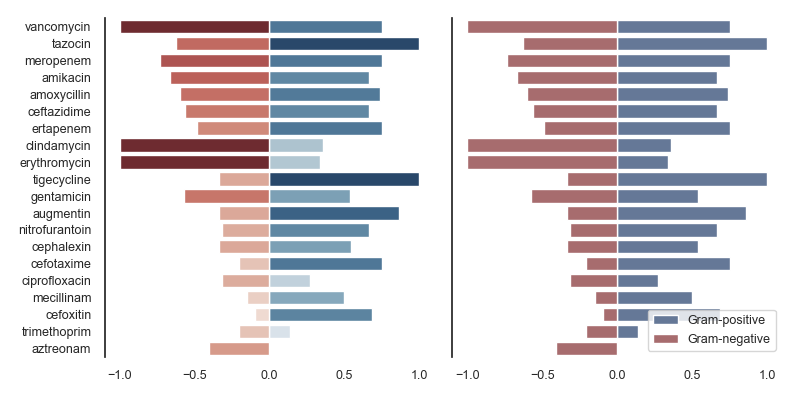 vancomycin
tazocin
meropenem
amikacin
amoxycillin
ceftazidime
ertapenem
clindamycin
erythromycin
tigecycline
gentamicin
augmentin
nitrofurantoin
cephalexin
cefotaxime
ciprofloxacin
mecillinam
cefoxitin
trimethoprim
aztreonam
Gram-positive
Gram-negative
−1.0 −0.5 0.0 0.5 1.0 −1.0 −0.5 0.0 0.5 1.0